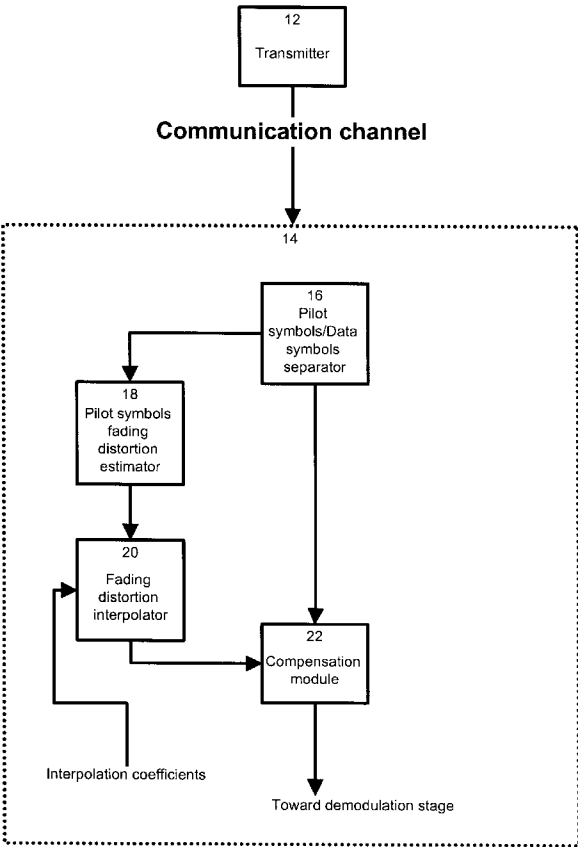 12
Transmitter
Communication channel
14
16
Pilot
symbols/Data
symbols
separator
18
Pilot symbols
fading
distortion
estimator
20
Fading
distortion
interpolator
22
Compensation
module
Interpolation coefficients
Toward demodulation stage